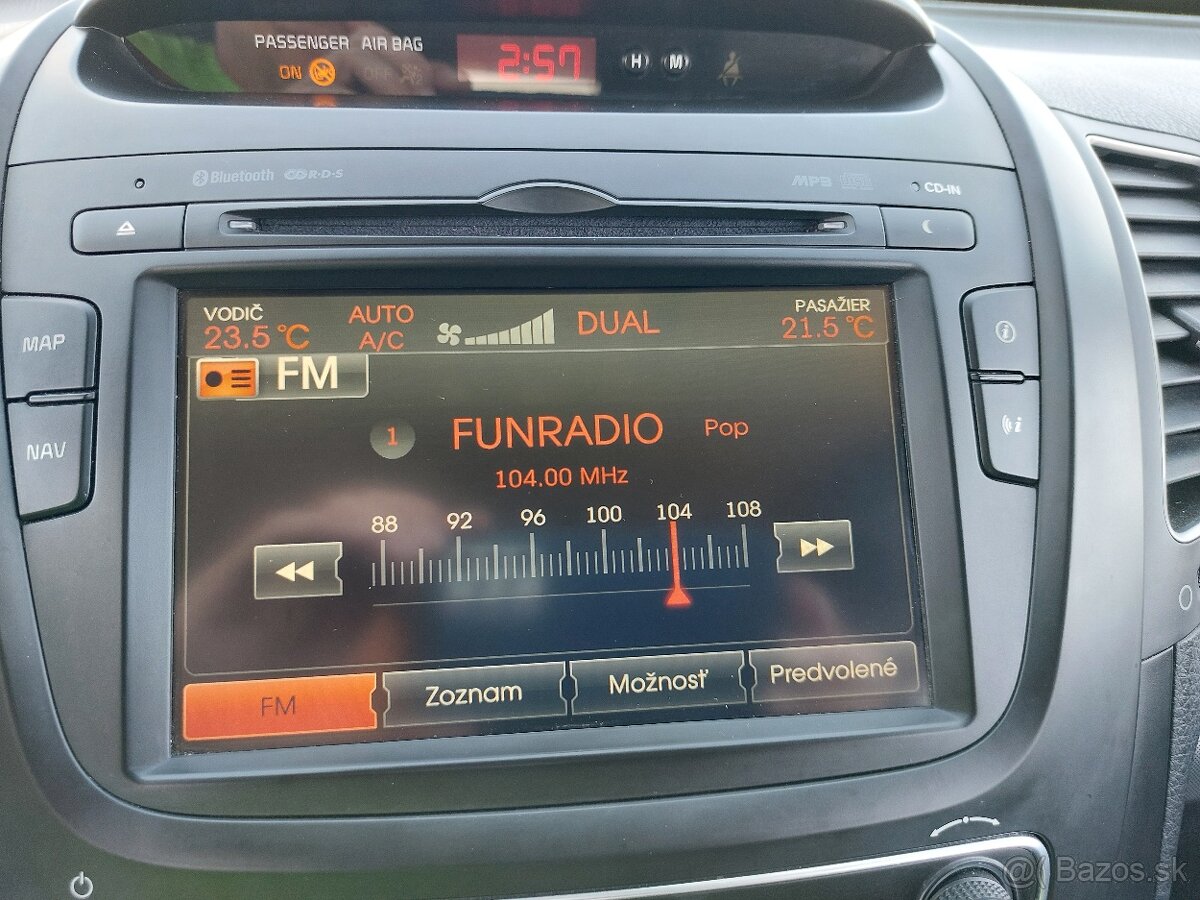 PASSENGER AIR BAG
ON OFF 2:57 H M
Bluetooth R·D·S MP3 CD-IN
MAP
NAV
VODIČ AUTO DUAL PASAŽIER
23.5 °C A/C 21.5 °C
FM
1 FUNRADIO Pop
104.00 MHz
88 92 96 100 104 108
FM Zoznam Možnosť Predvolené
@Bazos.sk